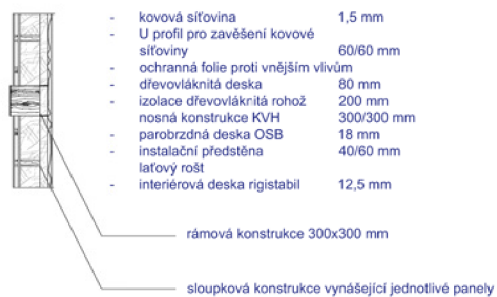 - kovová síťovina 1,5 mm
- U profil pro zavěšení kovové
síťoviny 60/60 mm
- ochranná folie proti vnějším vlivům
- dřevovláknitá deska 80 mm
- izolace dřevovláknitá rohož 200 mm
nosná konstrukce KVH 300/300 mm
- parobrzdná deska OSB 18 mm
- instalační předstěna 40/60 mm
laťový rošt
- interiérová deska rigistabil 12,5 mm
rámová konstrukce 300x300 mm
sloupková konstrukce vynášející jednotlivé panely